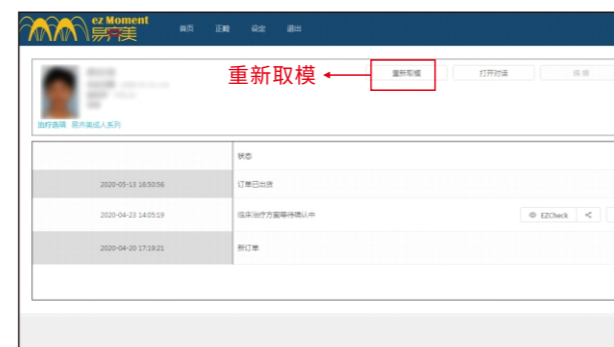 ez Moment
易齐美
首页 正畸 设定 退出
重新取模
重新取模 打开对话
治疗选项 易齐美成人系列
状态
2020-05-13 16:50:56 订单已出货
2020-04-23 14:05:19 临床治疗方案等待确认中 EZCheck
2020-04-20 17:19:21 新订单